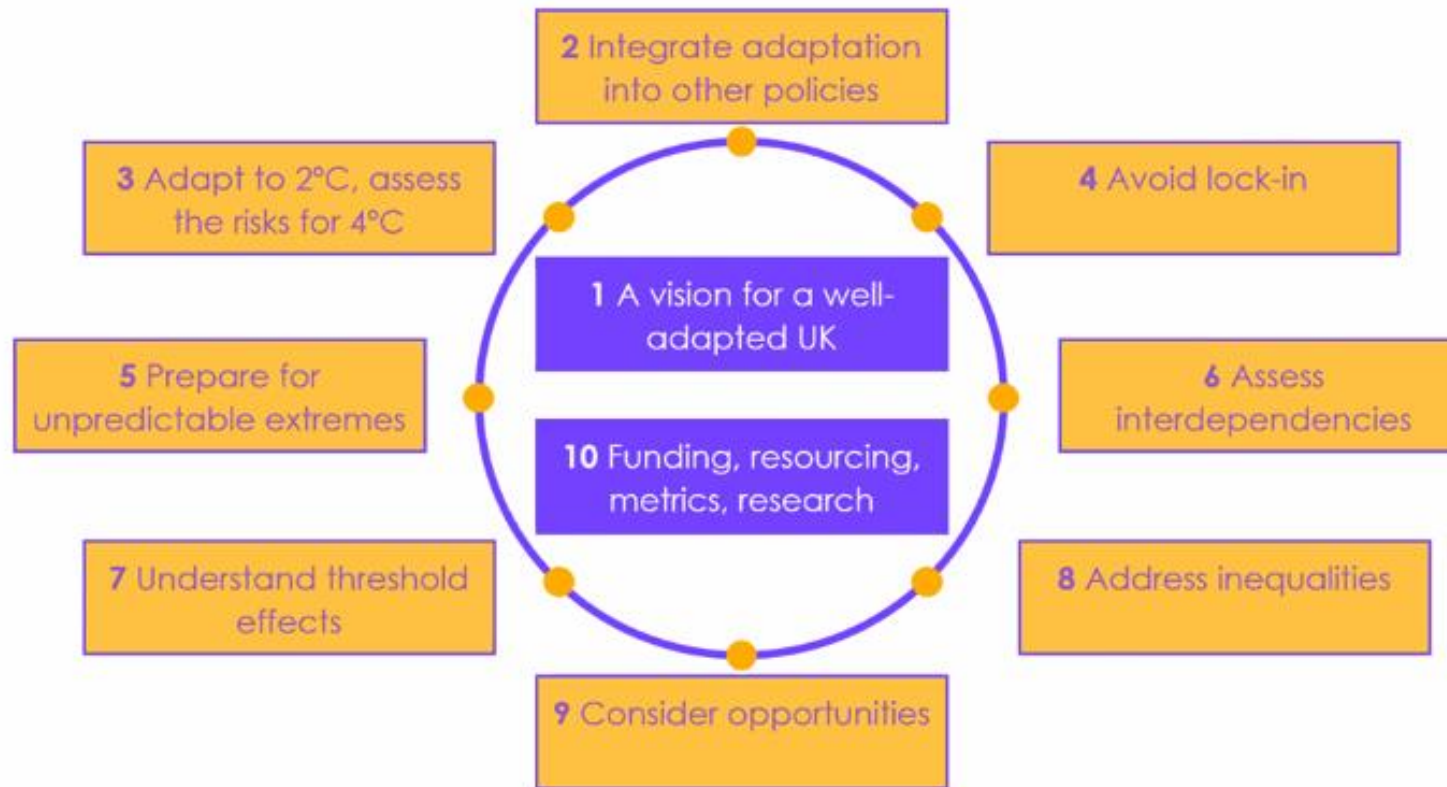 2 Integrate adaptation
into other policies
3 Adapt to 2°C, assess
the risks for 4°C
4 Avoid lock-in
1 A vision for a well-
adapted UK
5 Prepare for
unpredictable extremes
6 Assess
interdependencies
10 Funding, resourcing,
metrics, research
7 Understand threshold
effects
8 Address inequalities
9 Consider opportunities